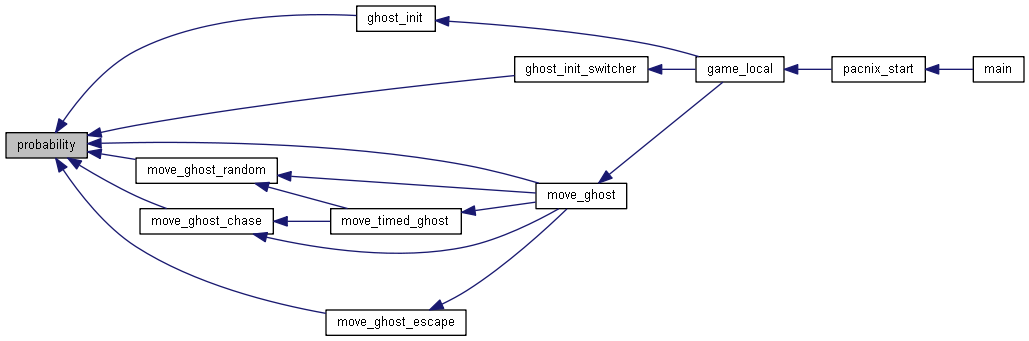 ghost_init
ghost_init_switcher
game_local
pacnix_start
main
probability
move_ghost_random
move_ghost
move_ghost_chase
move_timed_ghost
move_ghost_escape